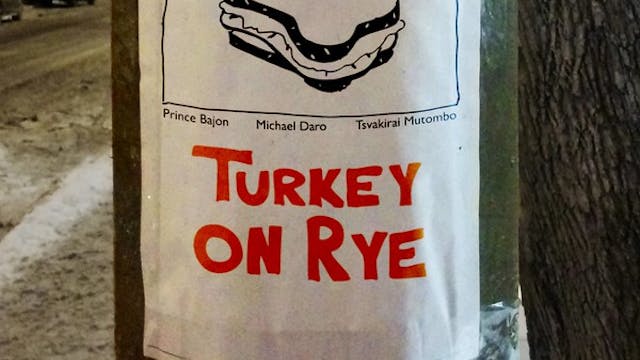 Prince Bajon Michael Daro Tsvakirai Mutombo
TURKEY
ON RYE